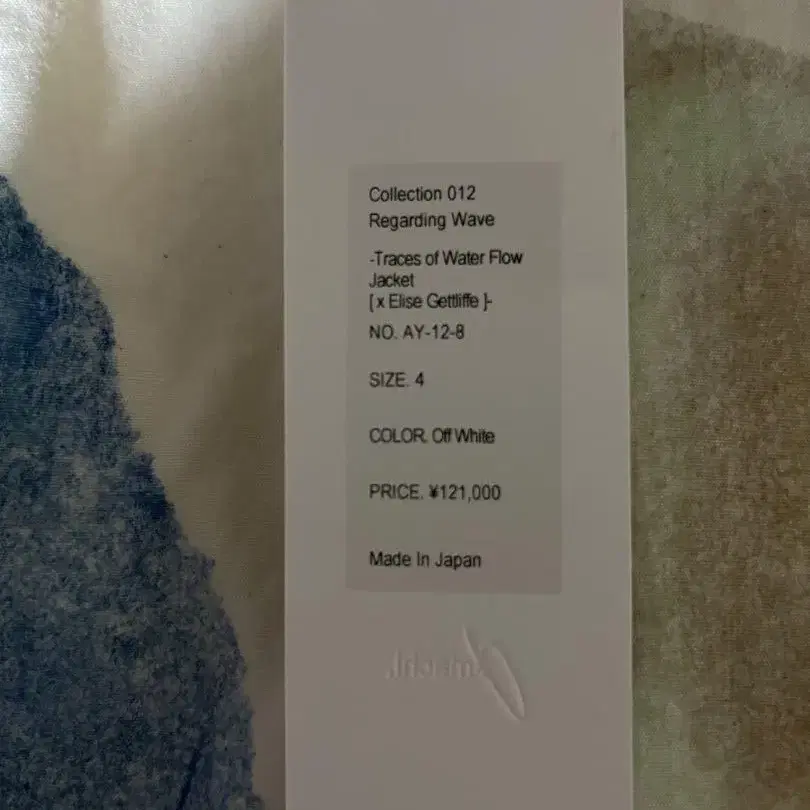 Collection 012
Regarding Wave
-Traces of Water Flow
Jacket
[ x Elise Gettliffe ]-
NO. AY-12-8
SIZE. 4
COLOR. Off White
PRICE. ¥121,000
Made In Japan